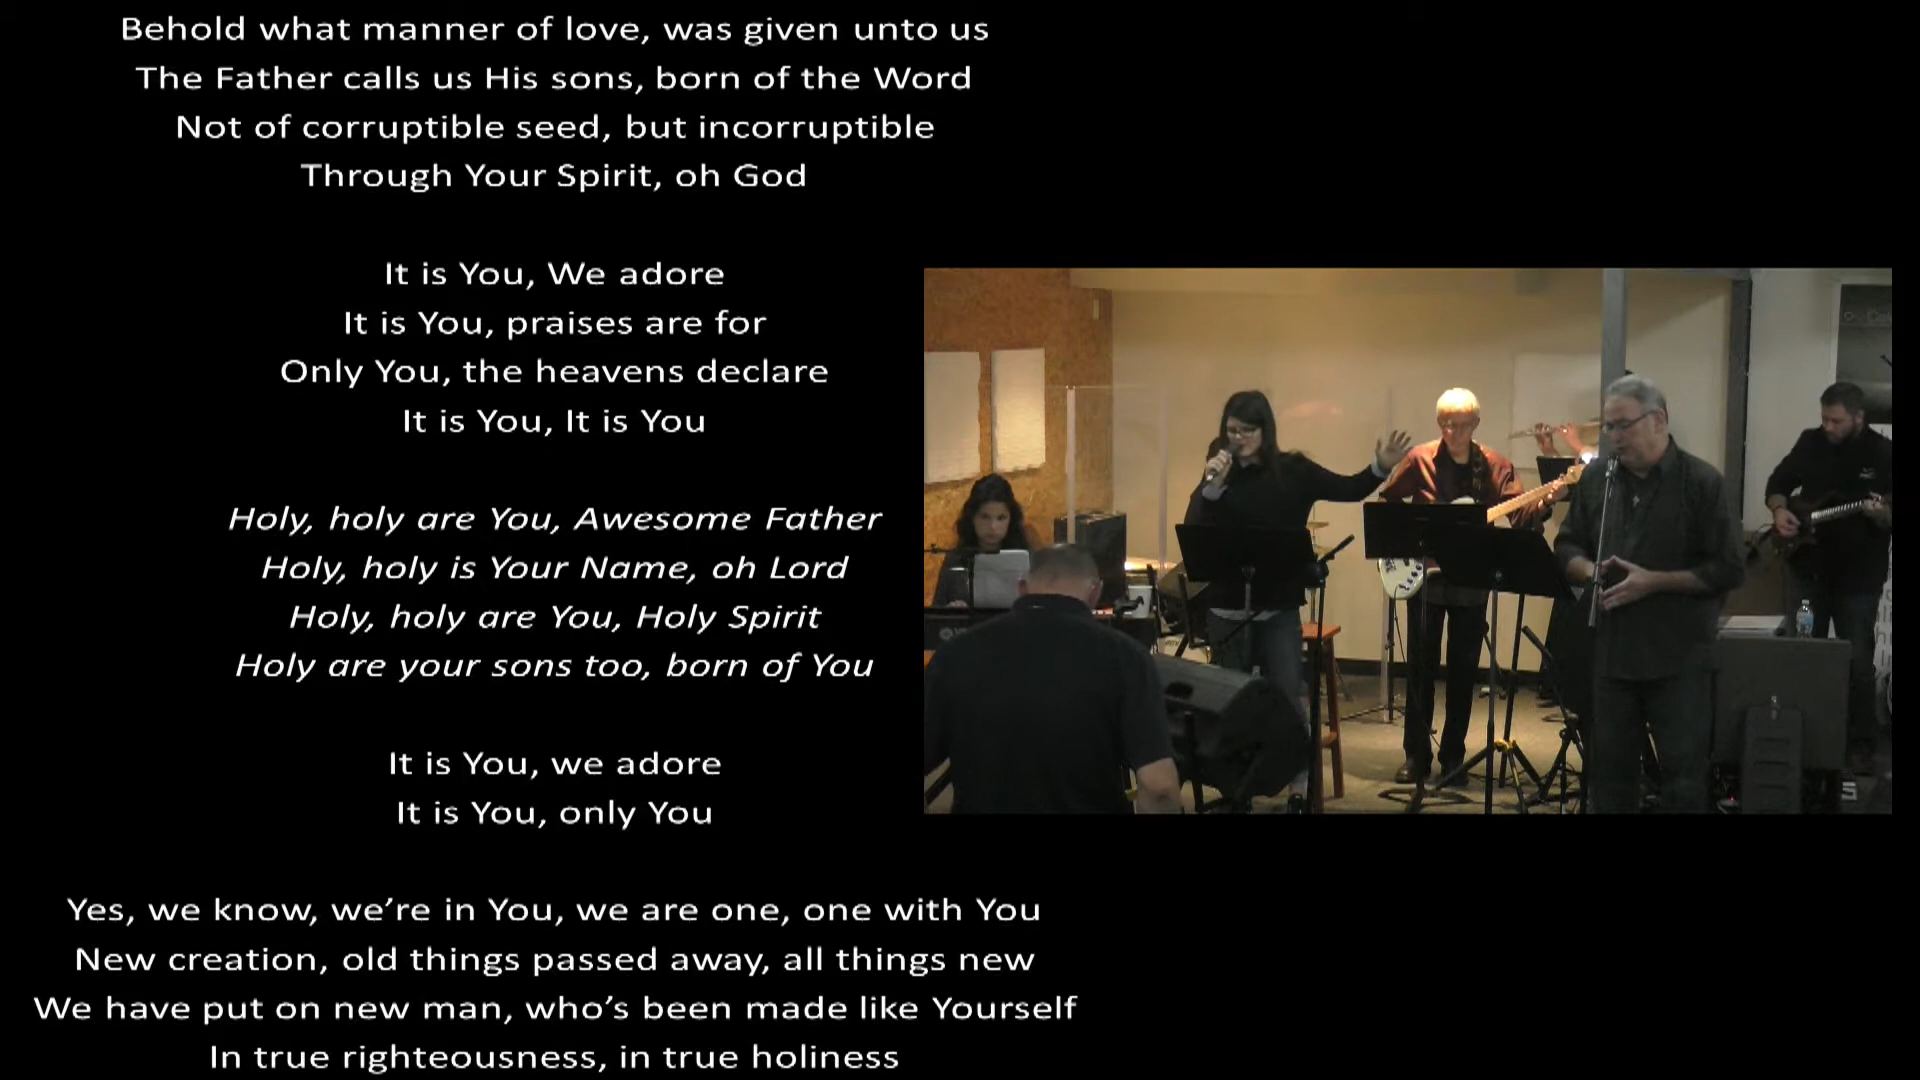 Behold what manner of love, was given unto us
The Father calls us His sons, born of the Word
Not of corruptible seed, but incorruptible
Through Your Spirit, oh God
It is You, We adore
It is You, praises are for
Only You, the heavens declare
It is You, It is You
Holy, holy are You, Awesome Father
Holy, holy is Your Name, oh Lord
Holy, holy are You, Holy Spirit
Holy are your sons too, born of You
It is You, we adore
It is You, only You
Yes, we know, we’re in You, we are one, one with You
New creation, old things passed away, all things new
We have put on new man, who’s been made like Yourself
In true righteousness, in true holiness